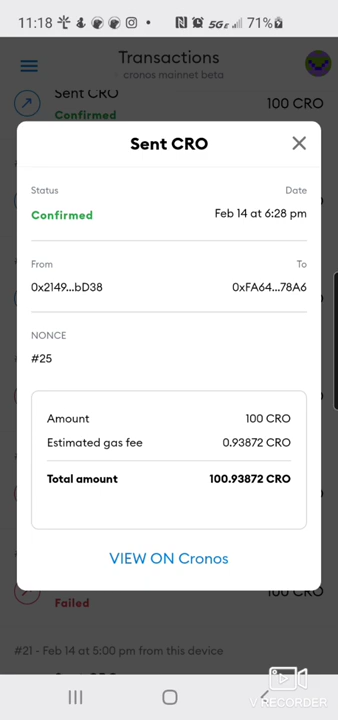 11:18 5GE 71%
Transactions
cronos mainnet beta
Sent CRO 100 CRO
Confirmed
Sent CRO
Status Date
Confirmed Feb 14 at 6:28 pm
From To
0x2149...bD38 0xFA64...78A6
NONCE
#25
Amount 100 CRO
Estimated gas fee 0.93872 CRO
Total amount 100.93872 CRO
VIEW ON Cronos
100 CRO
Failed
#21 - Feb 14 at 5:00 pm from this device
V.RECORDER